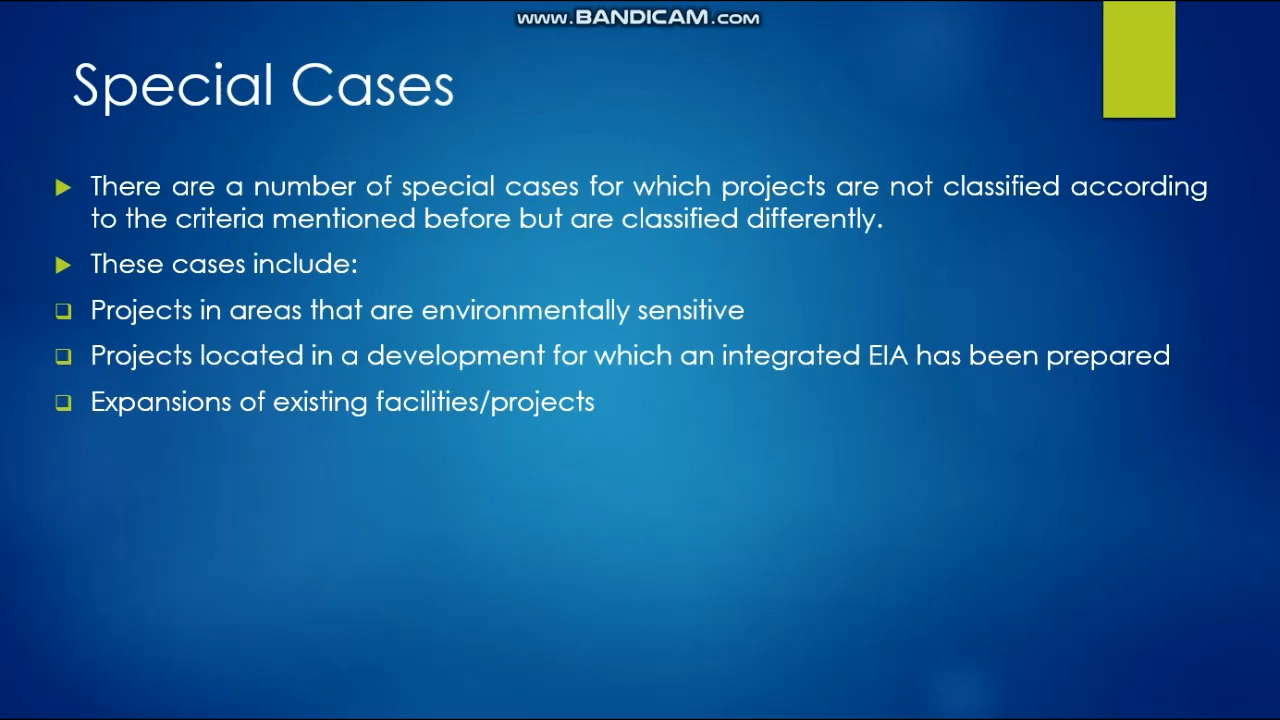 www.BANDICAM.com
Special Cases
There are a number of special cases for which projects are not classified according
to the criteria mentioned before but are classified differently.
These cases include:
Projects in areas that are environmentally sensitive
Projects located in a development for which an integrated EIA has been prepared
Expansions of existing facilities/projects